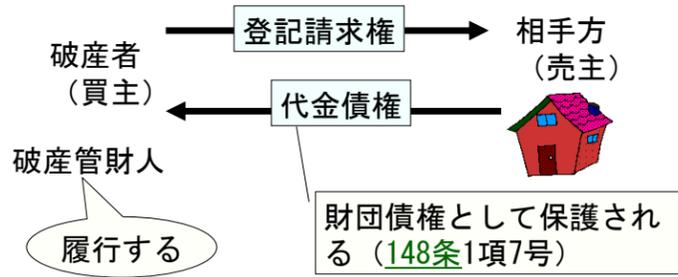 登記請求権
破産者
（買主）
相手方
（売主）
代金債権
破産管財人
履行する
財団債権として保護され
る（148条1項7号）